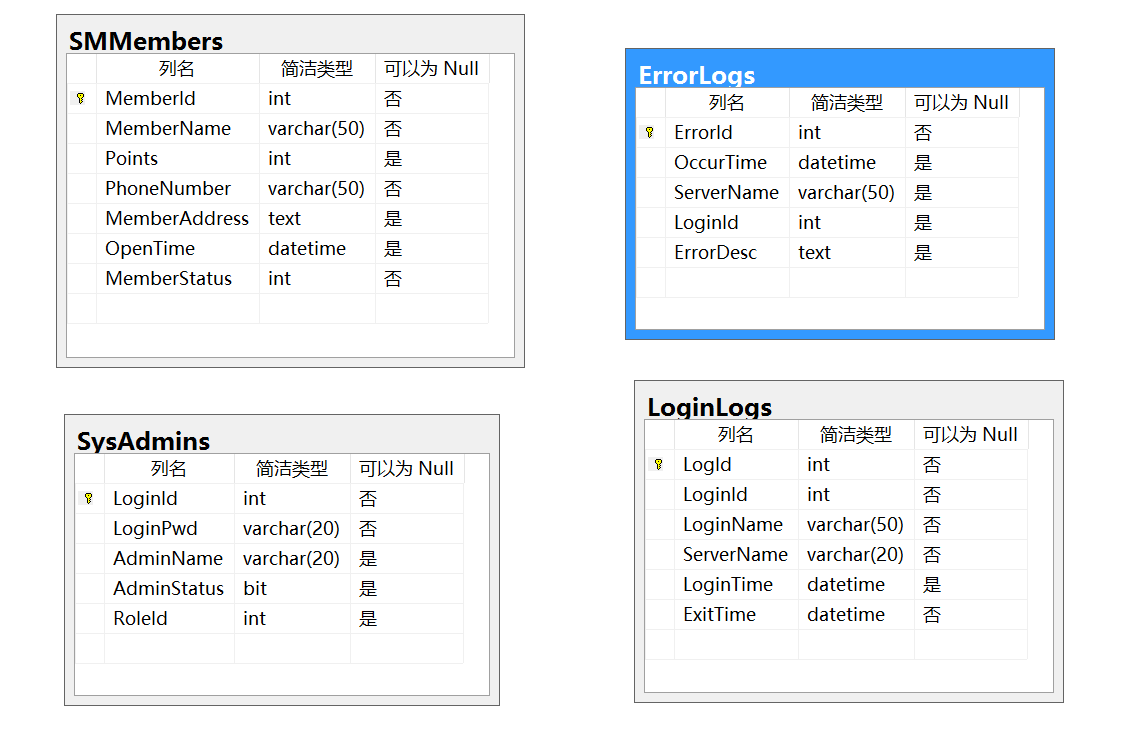 SMMembers
列名 简洁类型 可以为 Null
MemberId int 否
MemberName varchar(50) 否
Points int 是
PhoneNumber varchar(50) 否
MemberAddress text 是
OpenTime datetime 是
MemberStatus int 否
ErrorLogs
列名 简洁类型 可以为 Null
ErrorId int 否
OccurTime datetime 是
ServerName varchar(50) 是
LoginId int 是
ErrorDesc text 是
SysAdmins
列名 简洁类型 可以为 Null
LoginId int 否
LoginPwd varchar(20) 否
AdminName varchar(20) 是
AdminStatus bit 是
RoleId int 是
LoginLogs
列名 简洁类型 可以为 Null
LogId int 否
LoginId int 否
LoginName varchar(50) 否
ServerName varchar(20) 否
LoginTime datetime 是
ExitTime datetime 否